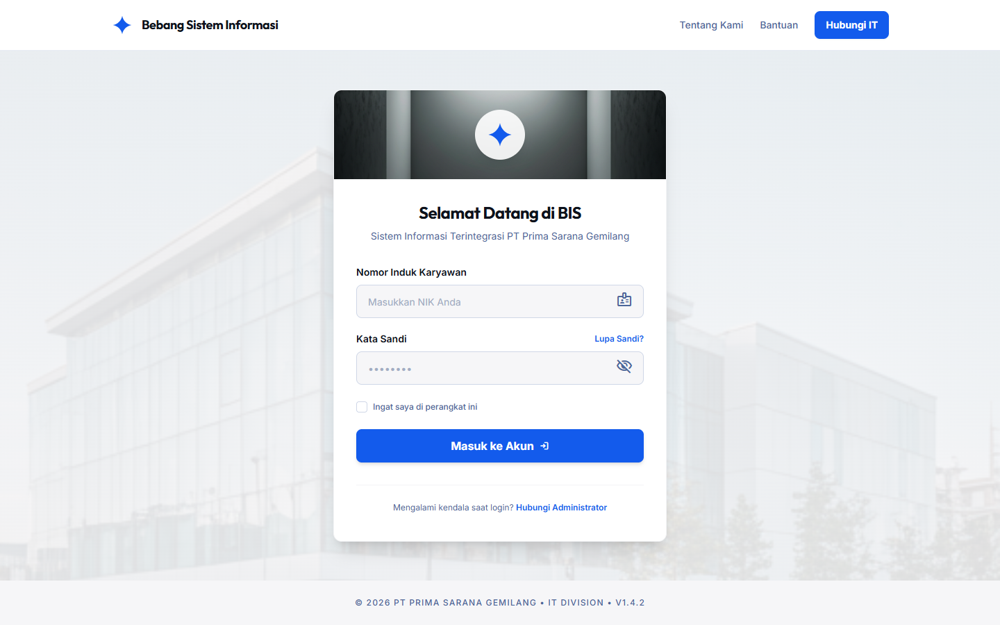 Bebang Sistem Informasi
Tentang Kami
Bantuan
Hubungi IT
Selamat Datang di BIS
Sistem Informasi Terintegrasi PT Prima Sarana Gemilang
Nomor Induk Karyawan
Masukkan NIK Anda
Kata Sandi
Lupa Sandi?
••••••••
Ingat saya di perangkat ini
Masuk ke Akun
Mengalami kendala saat login? Hubungi Administrator
© 2026 PT PRIMA SARANA GEMILANG • IT DIVISION • V1.4.2